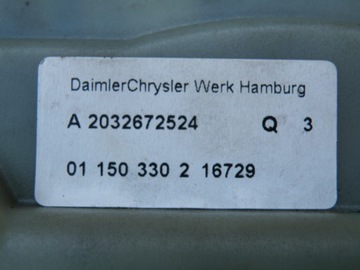 DaimlerChrysler Werk Hamburg
A 2032672524 Q 3
01 150 330 2 16729